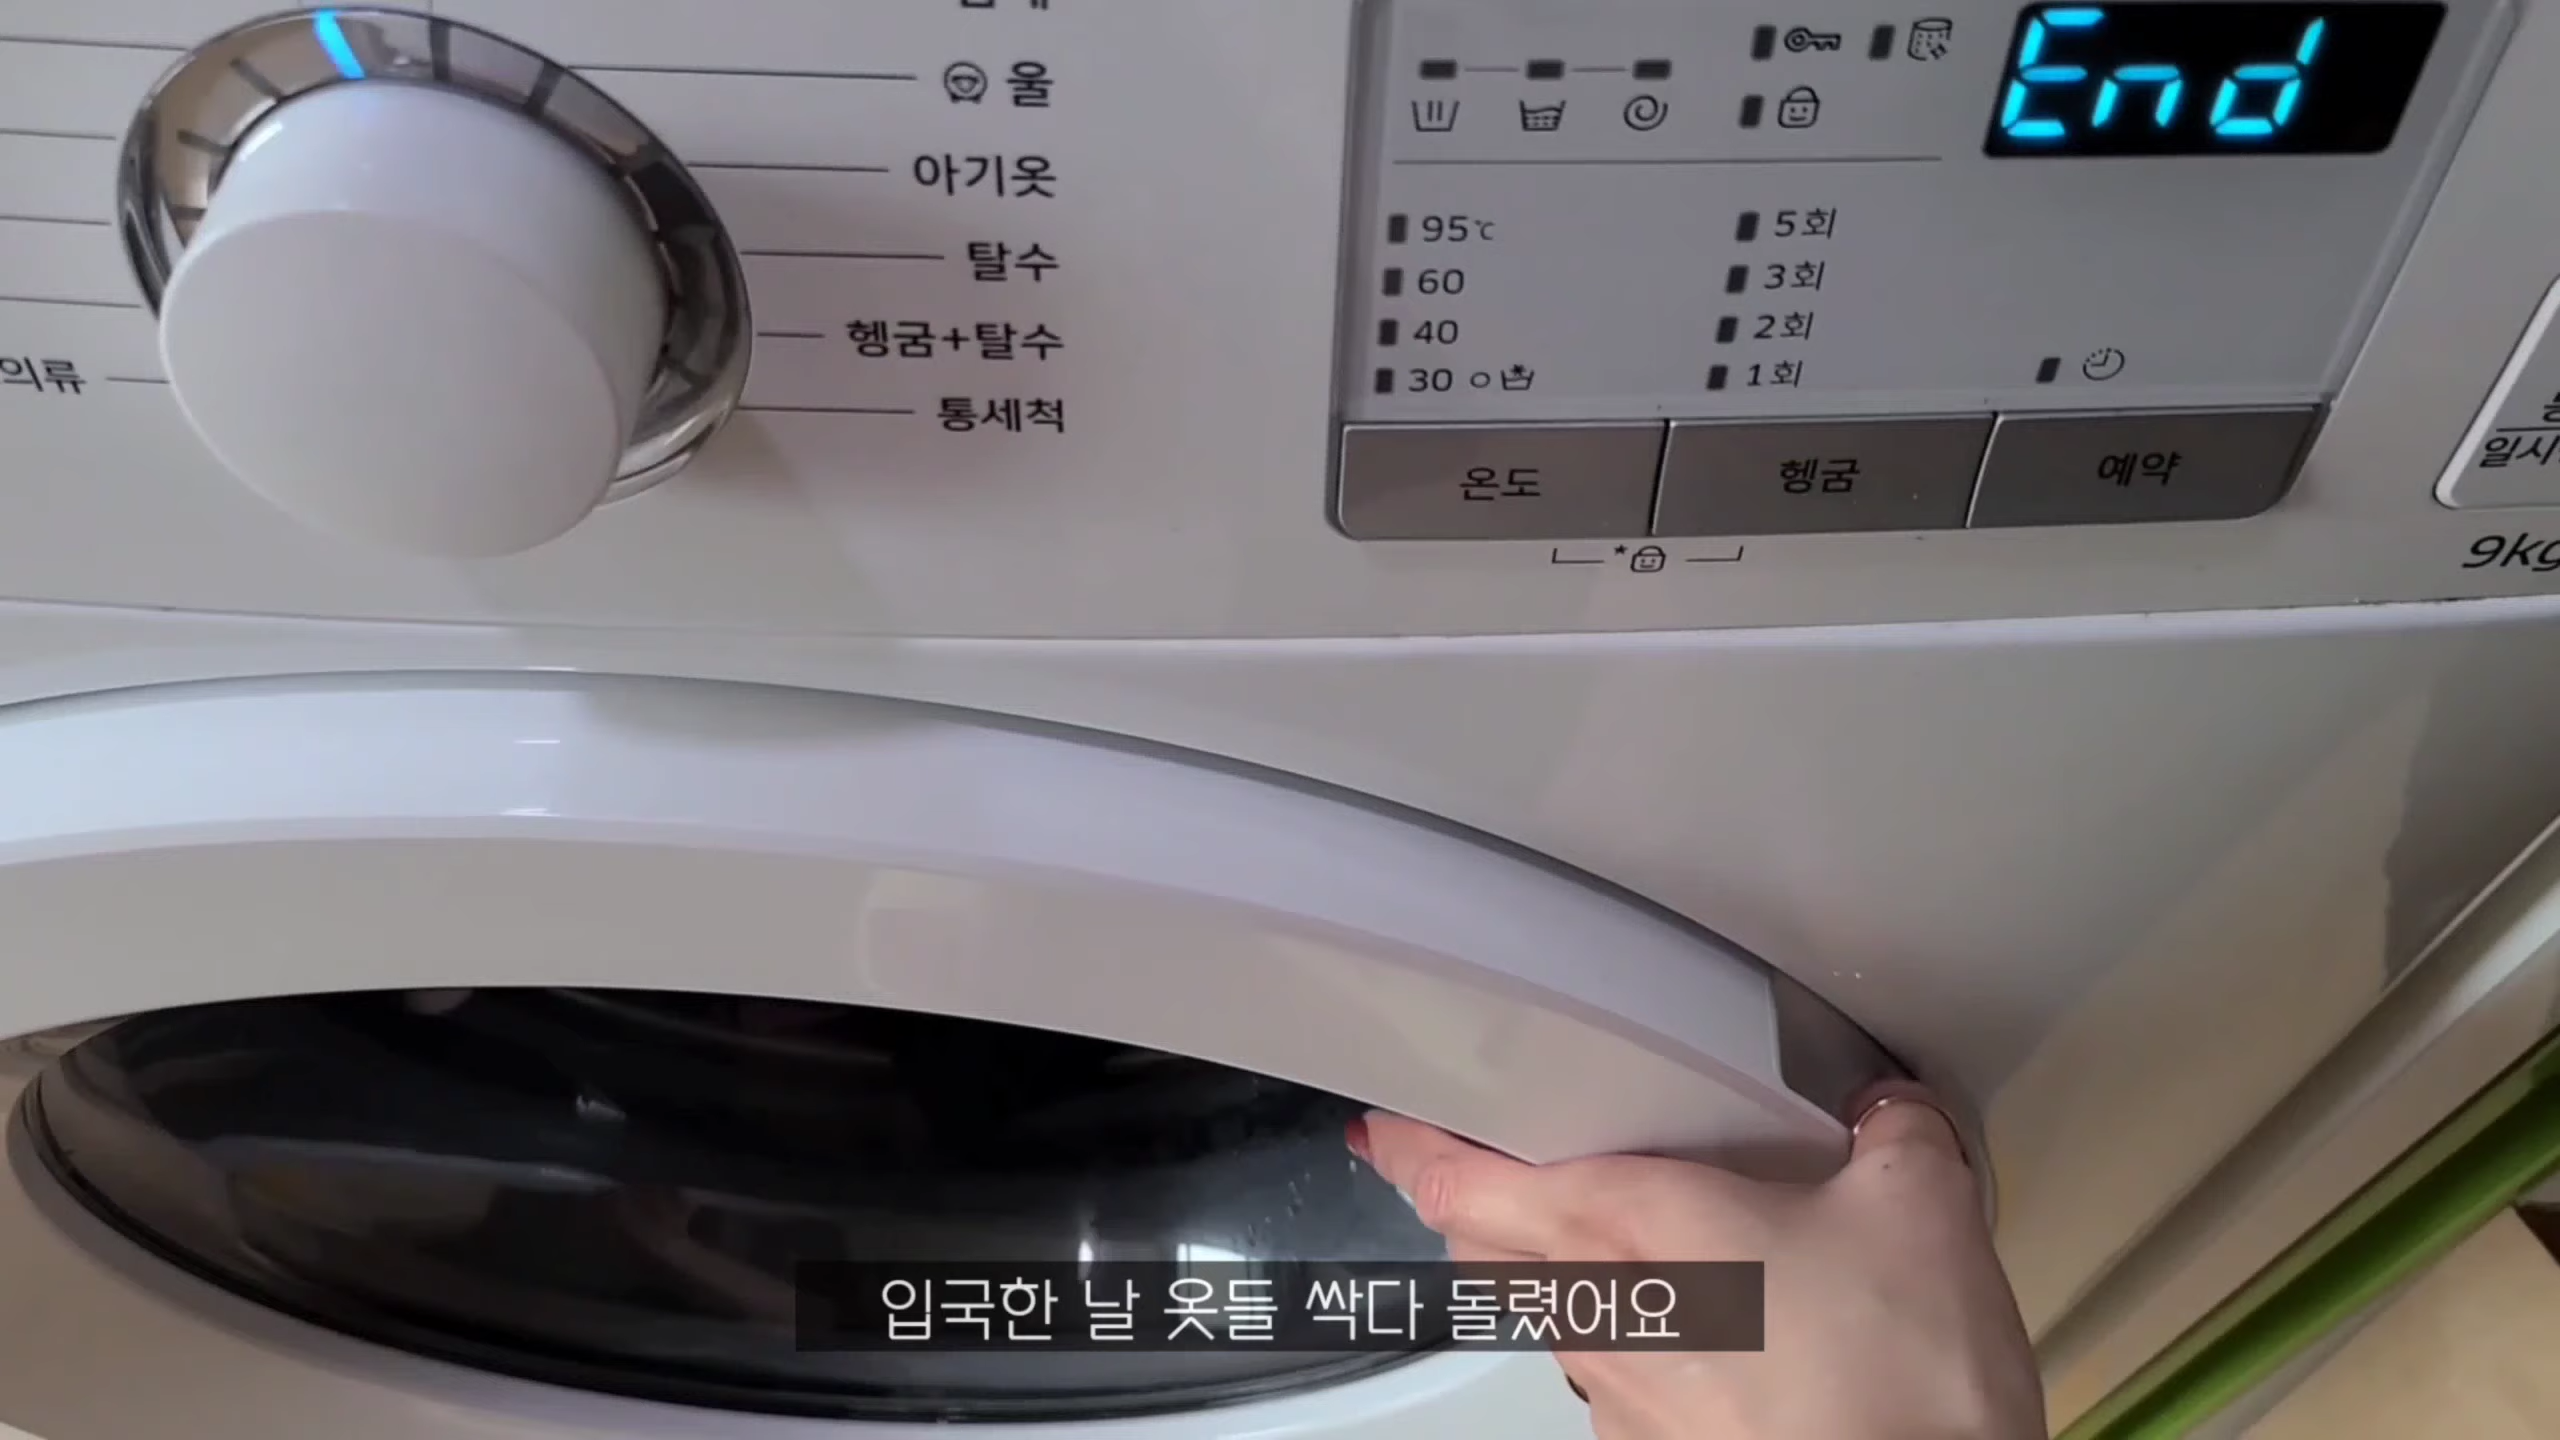 울
아기옷
탈수
헹굼+탈수
통세척
의류
End
95℃
60
40
30
5회
3회
2회
1회
온도
헹굼
예약
일시
9kg
입국한 날 옷들 싹다 돌렸어요